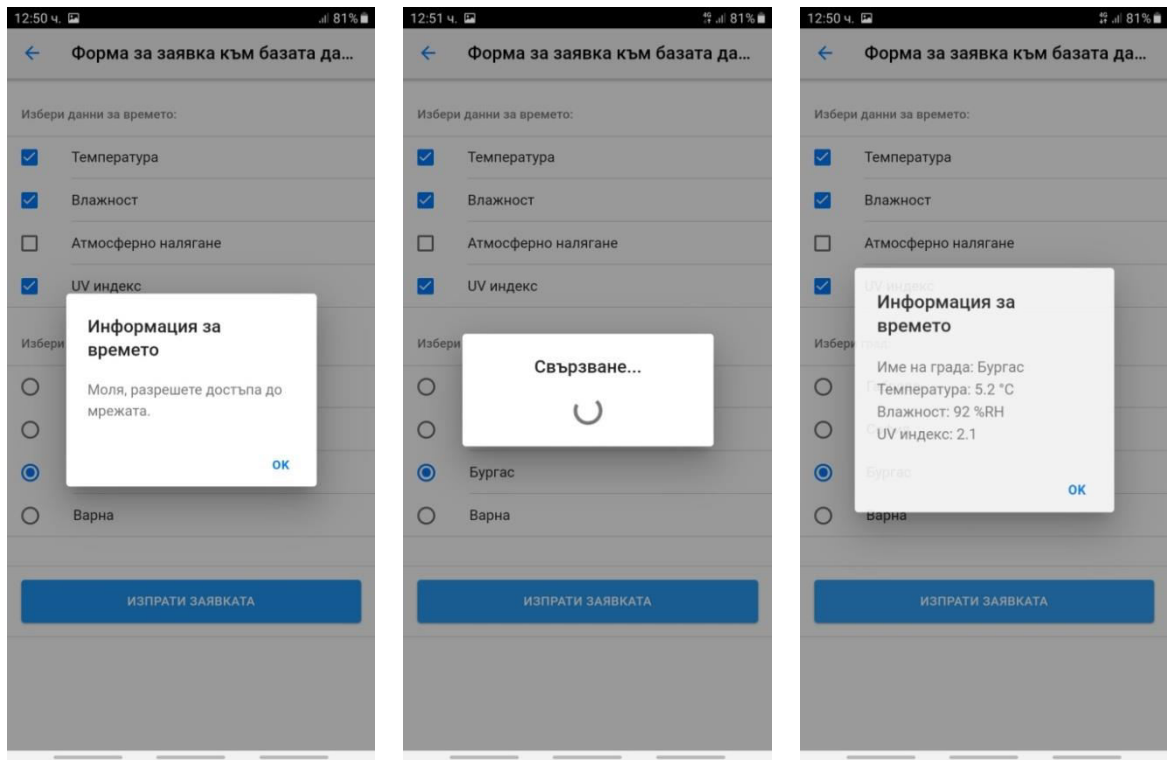 12:50 ч.
81%
Форма за заявка към базата да...
Избери данни за времето:
Температура
Влажност
Атмосферно налягане
UV индекс
Избери
Информация за
времето
Моля, разрешете достъпа до
мрежата.
OK
Варна
ИЗПРАТИ ЗАЯВКАТА
12:51 ч.
4G 81%
Форма за заявка към базата да...
Избери данни за времето:
Температура
Влажност
Атмосферно налягане
UV индекс
Избери
Свързване...
Бургас
Варна
ИЗПРАТИ ЗАЯВКАТА
12:50 ч.
4G 81%
Форма за заявка към базата да...
Избери данни за времето:
Температура
Влажност
Атмосферно налягане
UV индекс
Избери
Информация за
времето
Име на града: Бургас
Температура: 5.2 °C
Влажност: 92 %RH
UV индекс: 2.1
Бургас
OK
Варна
ИЗПРАТИ ЗАЯВКАТА